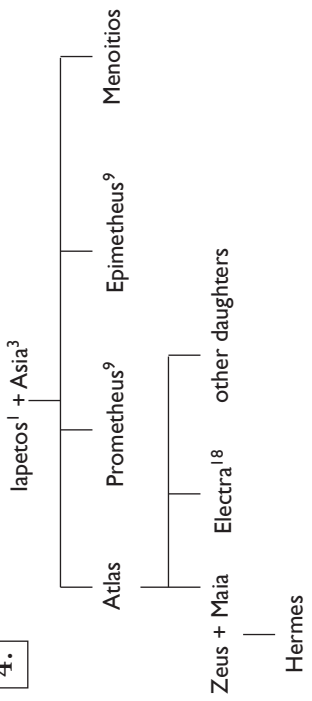 4.
Iapetos¹ + Asia³
Atlas Prometheus⁹ Epimetheus⁹ Menoitios
Zeus + Maia Electra¹⁸ other daughters
Hermes